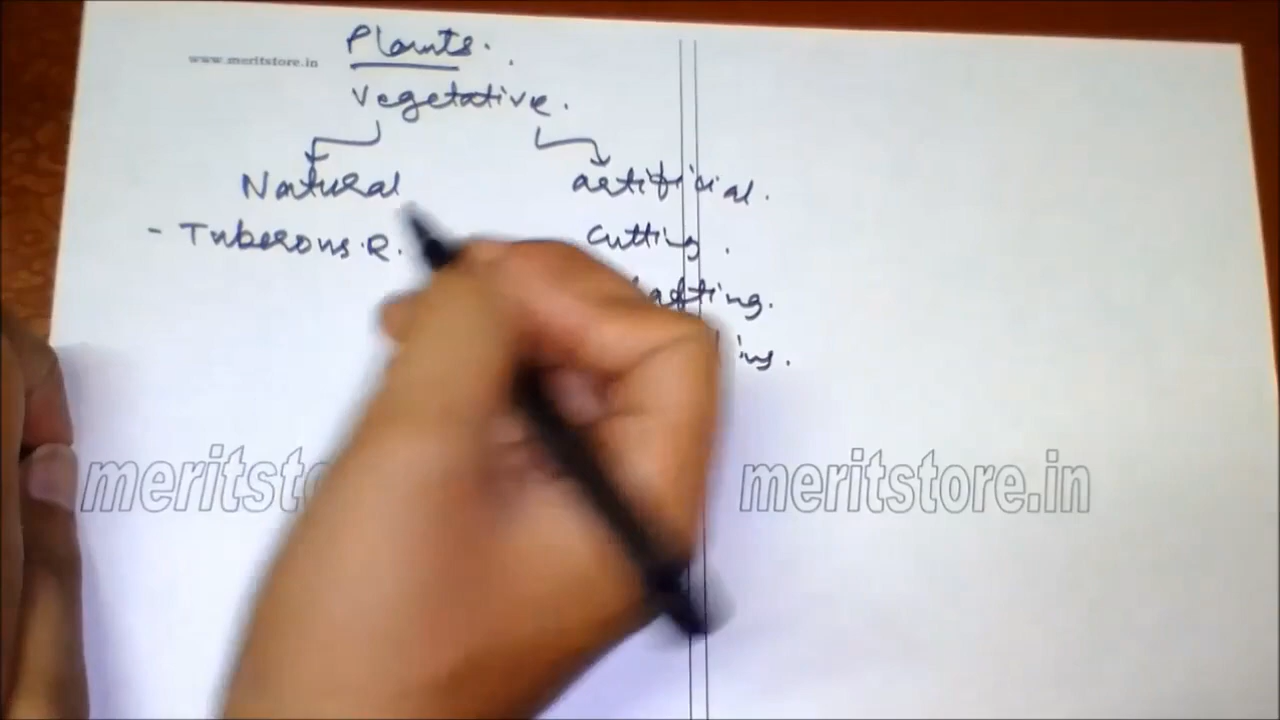 Plants.
www.meritstore.in
Vegetative.
Natural
artificial.
- Tuberous.R.
cutting.
meritstore.in